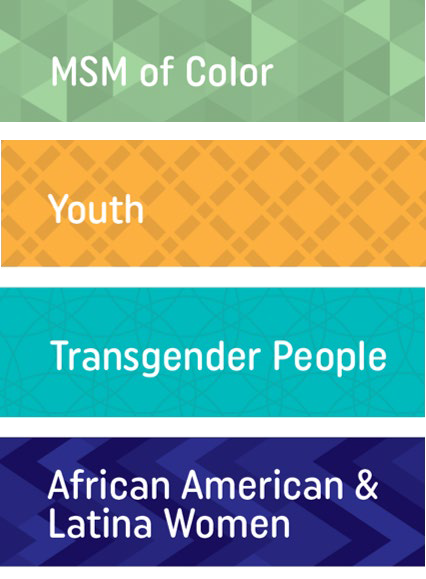 MSM of Color
Youth
Transgender People
African American &
Latina Women